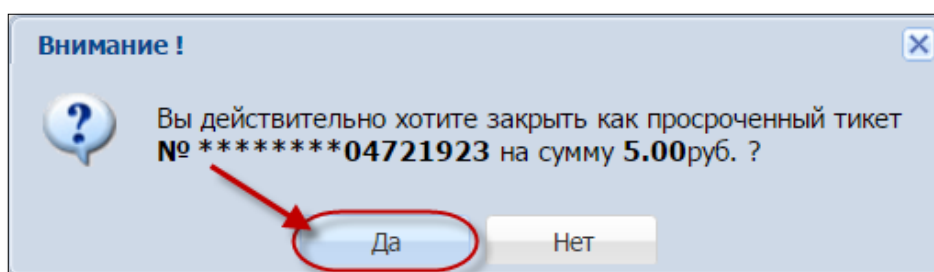 Внимание !
Вы действительно хотите закрыть как просроченный тикет
№ ********04721923 на сумму 5.00руб. ?
Да Нет